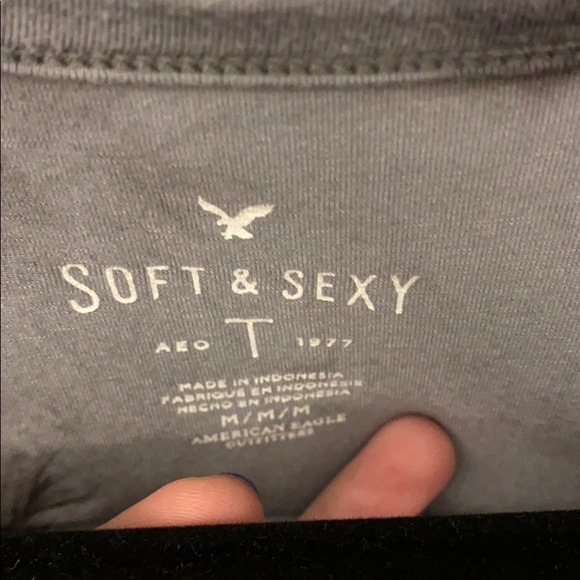 SOFT & SEXY
AEO T 1977
MADE IN INDONESIA
FABRIQUE EN INDONESIE
HECHO EN INDONESIA
M/M/M
AMERICAN EAGLE
OUTFITTERS